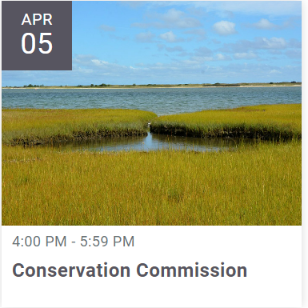 APR
05
4:00 PM - 5:59 PM
Conservation Commission